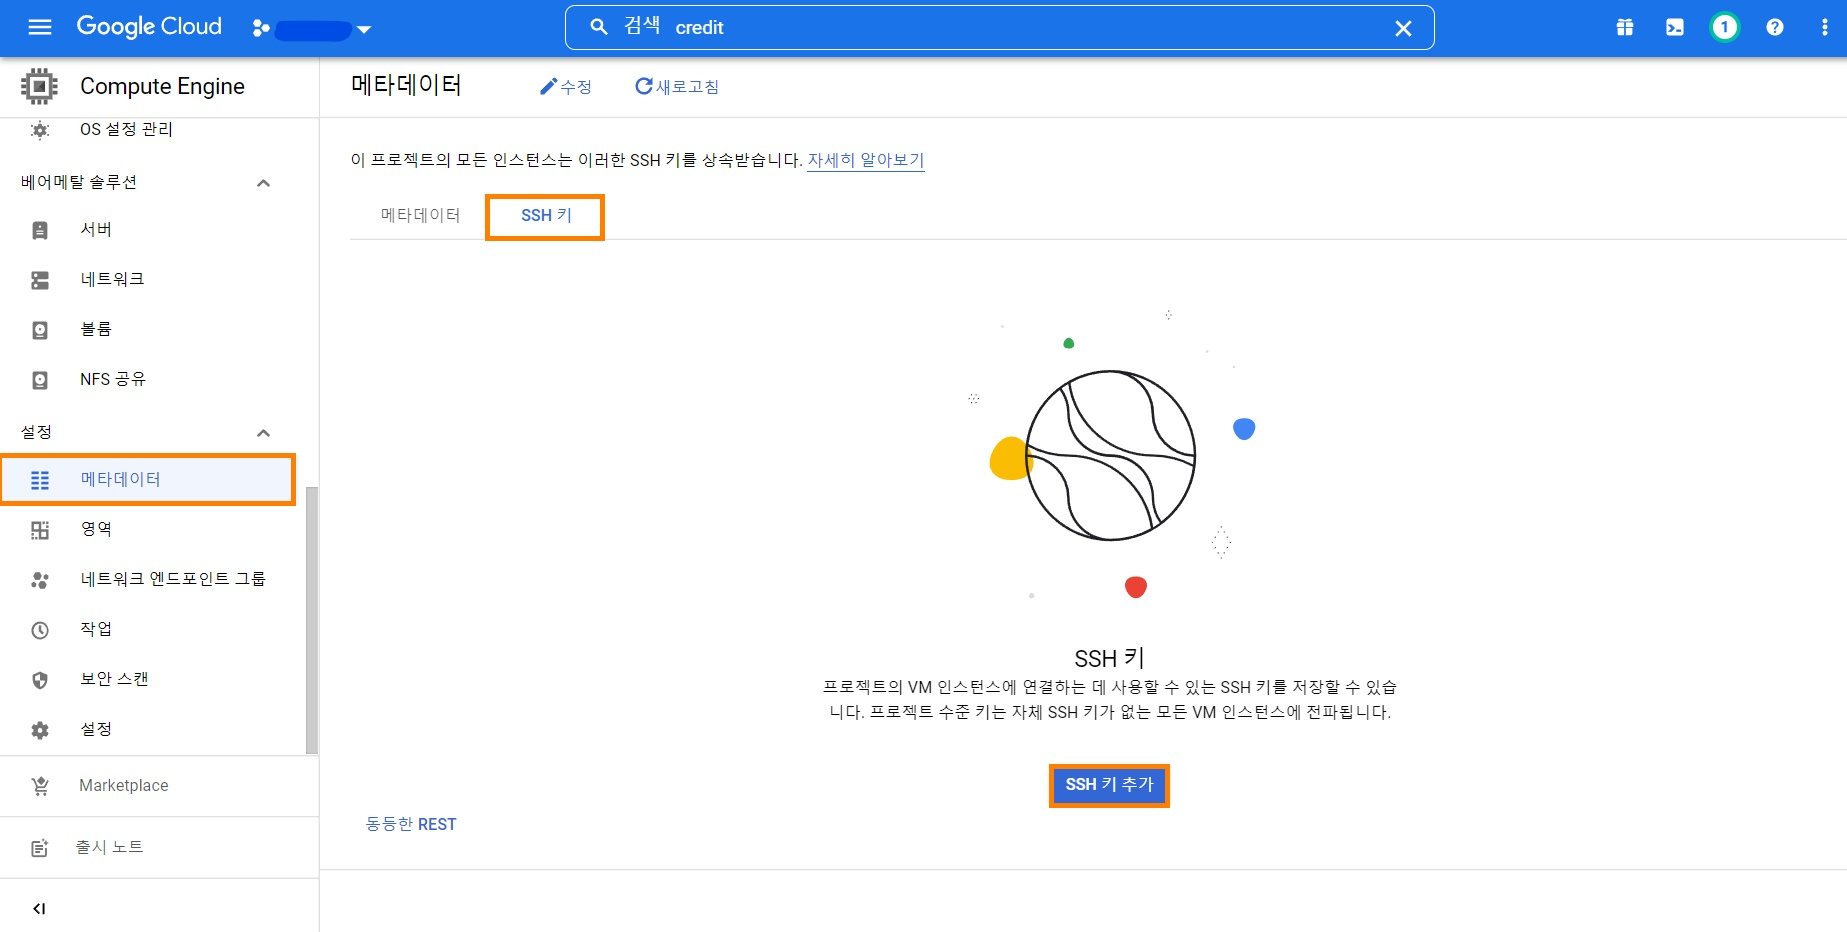 Google Cloud
검색 credit
1
Compute Engine
메타데이터
수정
새로고침
OS 설정 관리
이 프로젝트의 모든 인스턴스는 이러한 SSH 키를 상속받습니다. 자세히 알아보기
베어메탈 솔루션
메타데이터
SSH 키
서버
네트워크
볼륨
NFS 공유
설정
메타데이터
영역
네트워크 엔드포인트 그룹
작업
보안 스캔
설정
Marketplace
출시 노트
SSH 키
프로젝트의 VM 인스턴스에 연결하는 데 사용할 수 있는 SSH 키를 저장할 수 있습
니다. 프로젝트 수준 키는 자체 SSH 키가 없는 모든 VM 인스턴스에 전파됩니다.
SSH 키 추가
동등한 REST